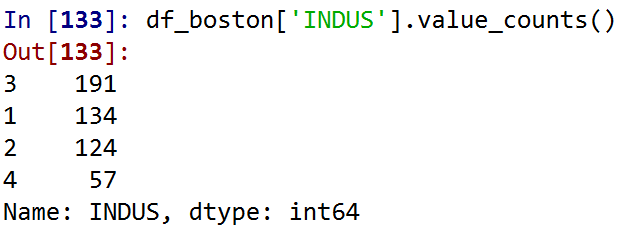 In [133]: df_boston['INDUS'].value_counts()
Out[133]:
3    191
1    134
2    124
4     57
Name: INDUS, dtype: int64